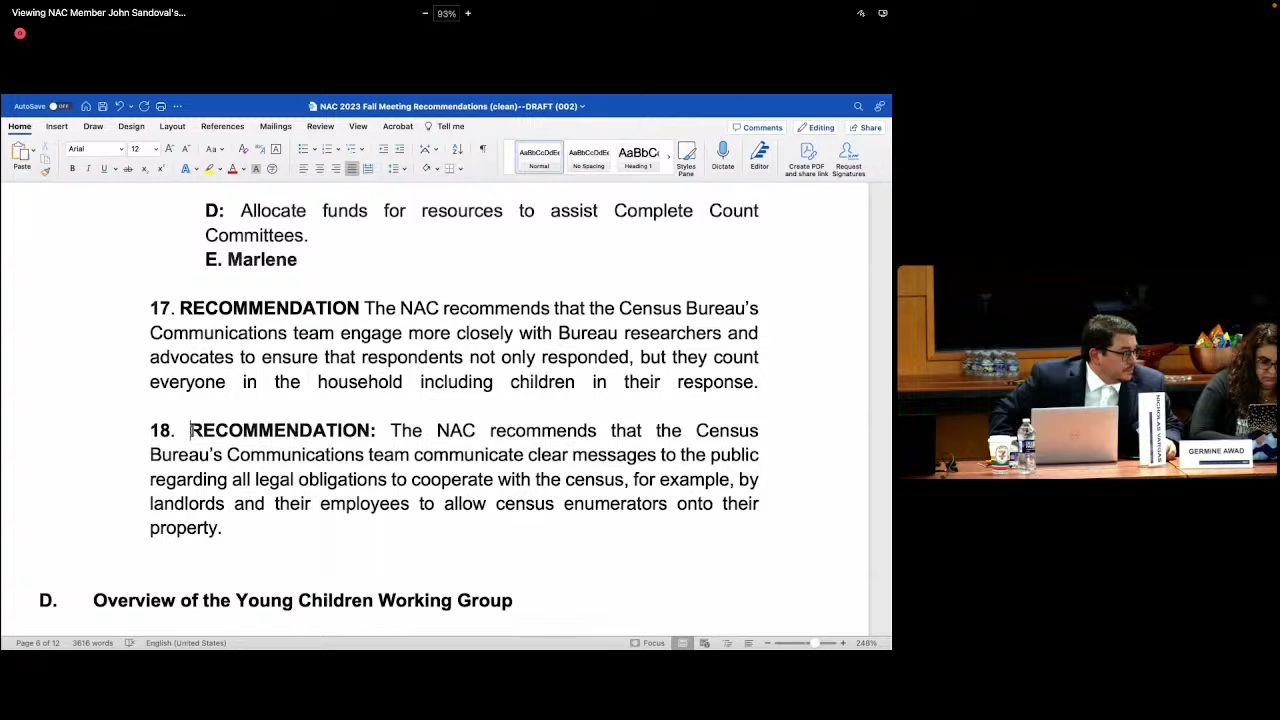 Viewing NAC Member John Sandoval's...
93%
AutoSave OFF
NAC 2023 Fall Meeting Recommendations (clean)--DRAFT (002)
Home Insert Draw Design Layout References Mailings Review View Acrobat Tell me
Comments Editing Share
Paste
Arial 12
AaBbCcDdEe AaBbCcDdEe AaBbC
Normal No Spacing Heading 1
Styles Pane
Dictate
Editor
Create PDF and share link
Request Signatures
D: Allocate funds for resources to assist Complete Count
Committees.
E. Marlene
17. RECOMMENDATION The NAC recommends that the Census Bureau's
Communications team engage more closely with Bureau researchers and
advocates to ensure that respondents not only responded, but they count
everyone in the household including children in their response.
18. RECOMMENDATION: The NAC recommends that the Census
Bureau's Communications team communicate clear messages to the public
regarding all legal obligations to cooperate with the census, for example, by
landlords and their employees to allow census enumerators onto their
property.
D. Overview of the Young Children Working Group
Page 6 of 12 3616 words English (United States) Focus 246%
NICHOLAS VARGAS
GERMINE AWAD